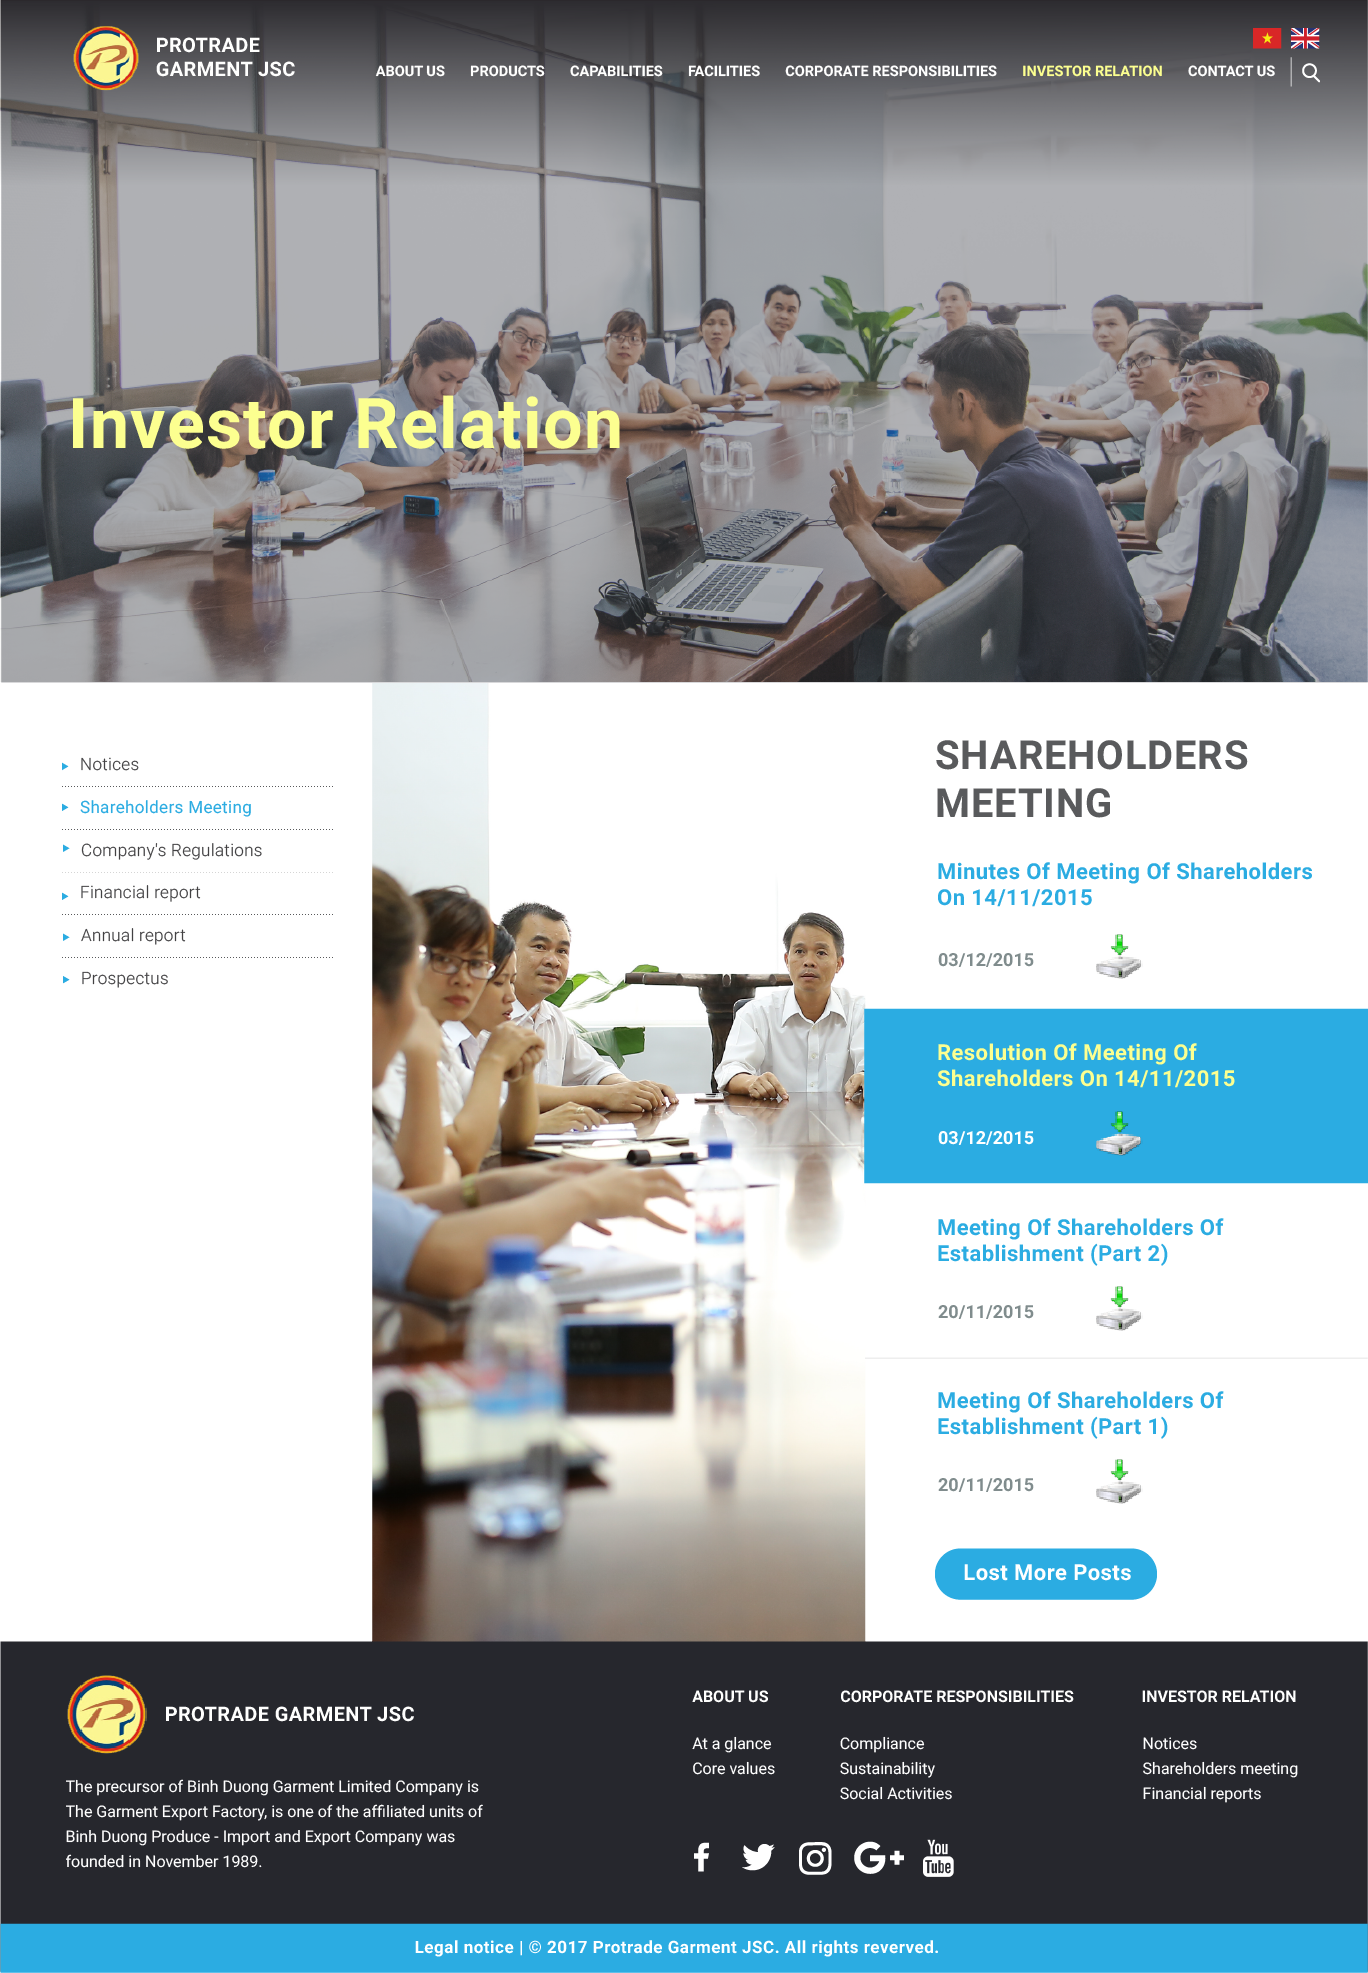 PROTRADE
GARMENT JSC
ABOUT US PRODUCTS CAPABILITIES FACILITIES CORPORATE RESPONSIBILITIES INVESTOR RELATION CONTACT US
Investor Relation
Notices
Shareholders Meeting
Company's Regulations
Financial report
Annual report
Prospectus
SHAREHOLDERS
MEETING
Minutes Of Meeting Of Shareholders
On 14/11/2015
03/12/2015
Resolution Of Meeting Of
Shareholders On 14/11/2015
03/12/2015
Meeting Of Shareholders Of
Establishment (Part 2)
20/11/2015
Meeting Of Shareholders Of
Establishment (Part 1)
20/11/2015
Lost More Posts
PROTRADE GARMENT JSC
The precursor of Binh Duong Garment Limited Company is
The Garment Export Factory, is one of the affiliated units of
Binh Duong Produce - Import and Export Company was
founded in November 1989.
ABOUT US
At a glance
Core values
CORPORATE RESPONSIBILITIES
Compliance
Sustainability
Social Activities
INVESTOR RELATION
Notices
Shareholders meeting
Financial reports
You
Tube
Legal notice | © 2017 Protrade Garment JSC. All rights reverved.